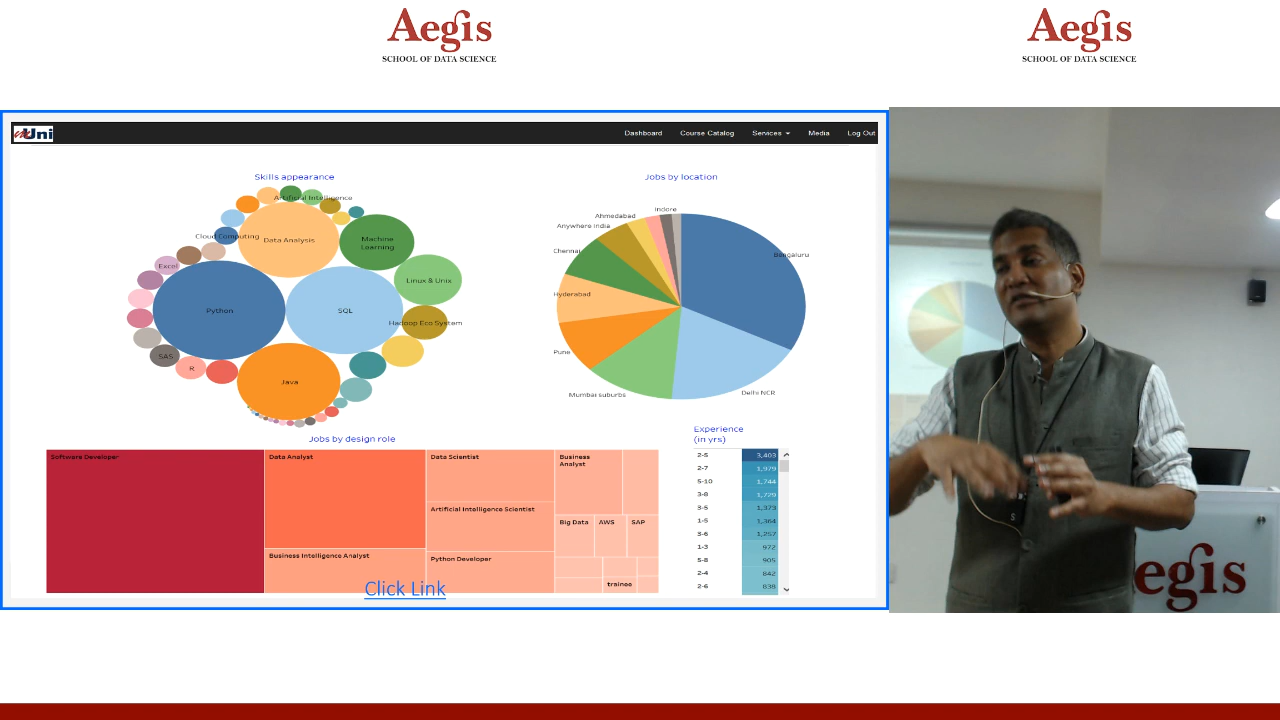 Aegis
SCHOOL OF DATA SCIENCE
Aegis
SCHOOL OF DATA SCIENCE
mUni
Dashboard
Course Catalog
Services
Media
Log Out
Skills appearance
Artificial Intelligence
Cloud Computing
Data Analysis
Machine
Learning
Excel
Linux & Unix
Python
SQL
Hadoop Eco System
SAS
R
Java
Jobs by location
Indore
Ahmedabad
Anywhere India
Chennai
Bengaluru
Hyderabad
Pune
Mumbai suburbs
Delhi NCR
Jobs by design role
Software Developer
Data Analyst
Data Scientist
Business
Analyst
Artificial Intelligence Scientist
Big Data
AWS
SAP
Business Intelligence Analyst
Python Developer
trainee
Click Link
Experience
(in yrs)
2-5 3,403
2-7 1,979
5-10 1,744
3-8 1,729
3-5 1,373
1-5 1,364
3-6 1,257
1-3 972
5-8 905
2-4 842
2-6 838
egis